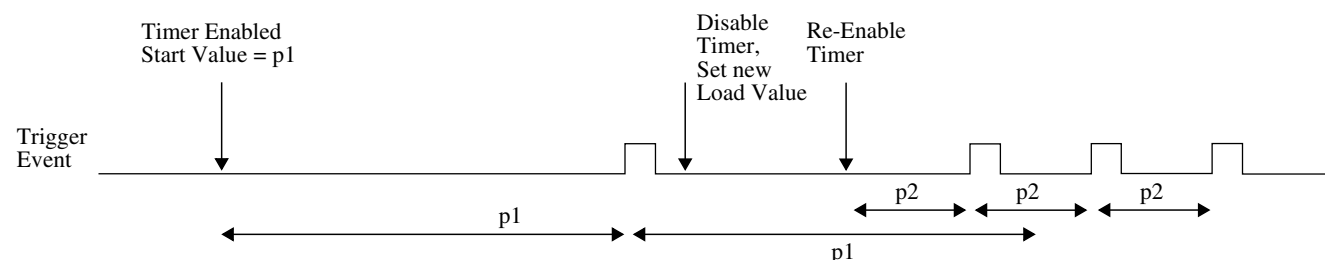 Timer Enabled
Start Value = p1
Disable
Timer,
Set new
Load Value
Re-Enable
Timer
Trigger
Event
p2
p2
p2
p1
p1